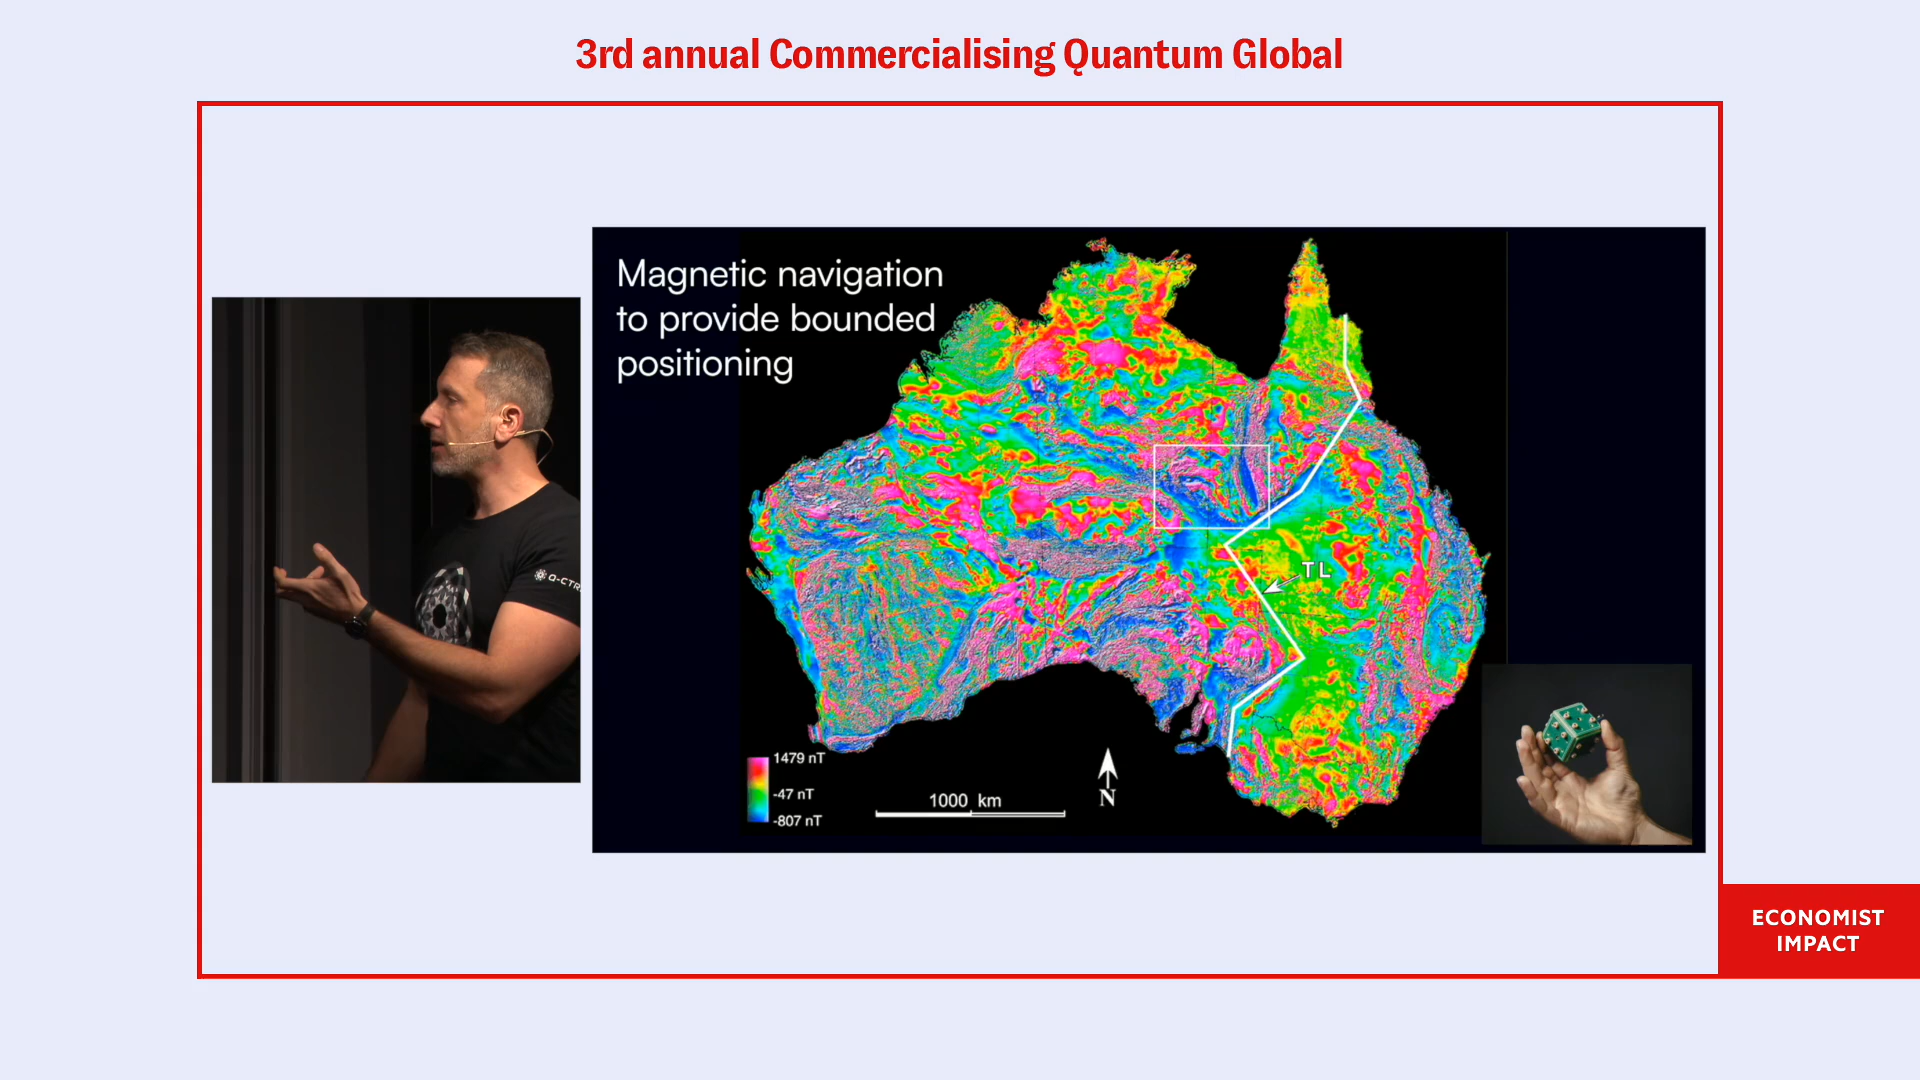 3rd annual Commercialising Quantum Global
Magnetic navigation
to provide bounded
positioning
TL
1479 nT
-47 nT
-807 nT
1000 km
N
Q-CTR
ECONOMIST
IMPACT